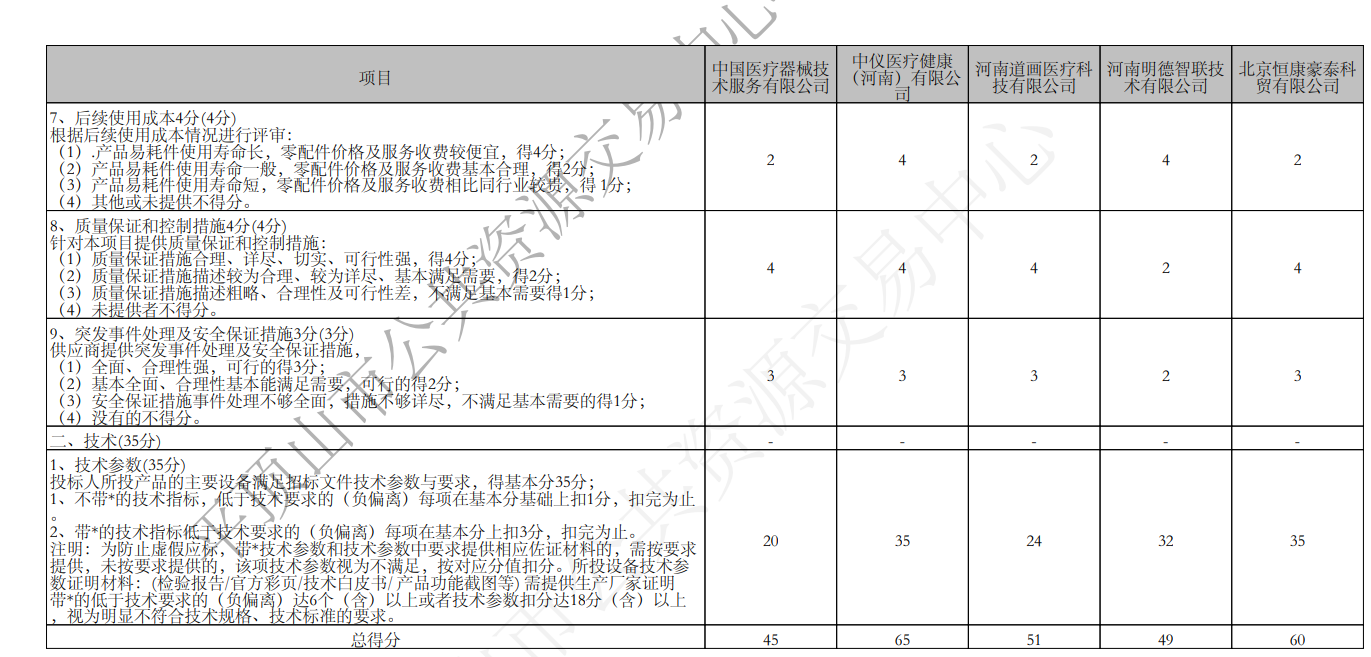 项目
中国医疗器械技
术服务有限公司
中仪医疗健康
（河南）有限公
司
河南道画医疗科
技有限公司
河南明德智联技
术有限公司
北京恒康豪泰科
贸有限公司
7、后续使用成本4分(4分)
根据后续使用成本情况进行评审:
（1）.产品易耗件使用寿命长，零配件价格及服务收费较便宜，得4分；
（2）产品易耗件使用寿命一般，零配件价格及服务收费基本合理，得2分；
（3）产品易耗件使用寿命短，零配件价格及服务收费相比同行业较贵，得 1分；
（4）其他或未提供不得分。
2
4
2
4
2
8、质量保证和控制措施4分(4分)
针对本项目提供质量保证和控制措施：
（1）质量保证措施合理、详尽、切实、可行性强，得4分；
（2）质量保证措施描述较为合理、较为详尽、基本满足需要，得2分；
（3）质量保证措施描述粗略、合理性及可行性差，不满足基本需要得1分；
（4）未提供者不得分。
4
4
4
2
4
9、突发事件处理及安全保证措施3分(3分)
供应商提供突发事件处理及安全保证措施，
（1）全面、合理性强，可行的得3分；
（2）基本全面、合理性基本能满足需要，可行的得2分；
（3）安全保证措施事件处理不够全面，措施不够详尽，不满足基本需要的得1分；
（4）没有的不得分。
3
3
3
2
3
二、技术(35分)
-
-
-
-
-
1、技术参数(35分)
投标人所投产品的主要设备满足招标文件技术参数与要求，得基本分35分；
1、不带*的技术指标，低于技术要求的（负偏离）每项在基本分基础上扣1分，扣完为止
。
2、带*的技术指标低于技术要求的（负偏离）每项在基本分上扣3分，扣完为止。
注明：为防止虚假应标，带*技术参数和技术参数中要求提供相应佐证材料的，需按要求
提供，未按要求提供的，该项技术参数视为不满足，按对应分值扣分。所投设备技术参
数证明材料：(检验报告/官方彩页/技术白皮书/ 产品功能截图等) 需提供生产厂家证明
带*的低于技术要求的（负偏离）达6个（含）以上或者技术参数扣分达18分（含）以上
，视为明显不符合技术规格、技术标准的要求。
20
35
24
32
35
总得分
45
65
51
49
60
平顶山市公共资源交易中心
山市公共资源交易中心